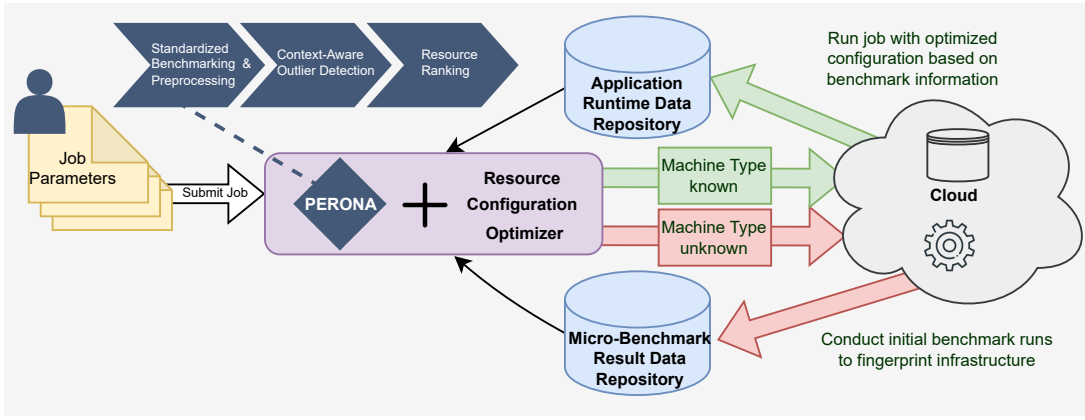 Standardized
Benchmarking &
Preprocessing
Context-Aware
Outlier Detection
Resource
Ranking
Job
Parameters
Submit Job
PERONA
Resource
Configuration
Optimizer
Application
Runtime Data
Repository
Machine Type
known
Machine Type
unknown
Micro-Benchmark
Result Data
Repository
Run job with optimized
configuration based on
benchmark information
Cloud
Conduct initial benchmark runs
to fingerprint infrastructure